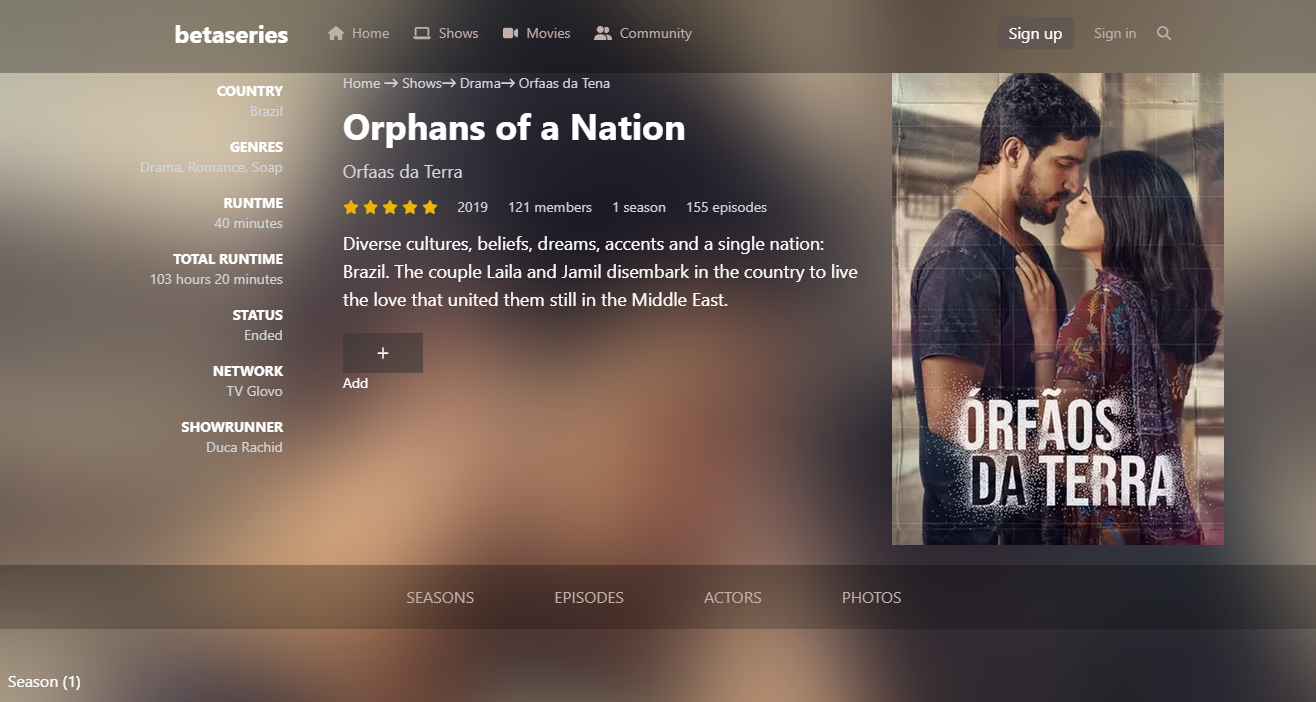 betaseries
Home
Shows
Movies
Community
Sign up
Sign in
COUNTRY
Brazil
GENRES
Drama, Romance, Soap
RUNTME
40 minutes
TOTAL RUNTIME
103 hours 20 minutes
STATUS
Ended
NETWORK
TV Glovo
SHOWRUNNER
Duca Rachid
Home → Shows→ Drama→ Orfaas da Tena
Orphans of a Nation
Orfaas da Terra
2019 121 members 1 season 155 episodes
Diverse cultures, beliefs, dreams, accents and a single nation:
Brazil. The couple Laila and Jamil disembark in the country to live
the love that united them still in the Middle East.
+
Add
ÓRFÃOS
DA TERRA
SEASONS
EPISODES
ACTORS
PHOTOS
Season (1)